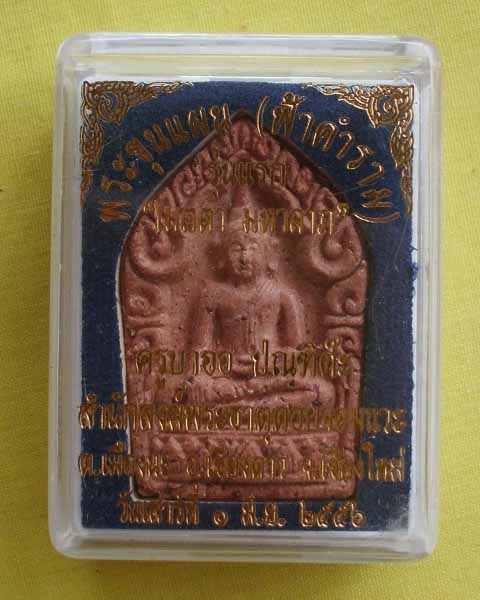 พระขุนแผน (ฟ้าคำราม)
รุ่นแรก
"เมตตา มหาลาภ"
ครูบาออ ปณฺฑิต๊ะ
สำนักสงฆ์พระธาตุดอยจอมแวะ
ต.เมืองนะ อ.เชียงดาว จ.เชียงใหม่
วันเสาร์ที่ ๑ มิ.ย. ๒๕๕๖